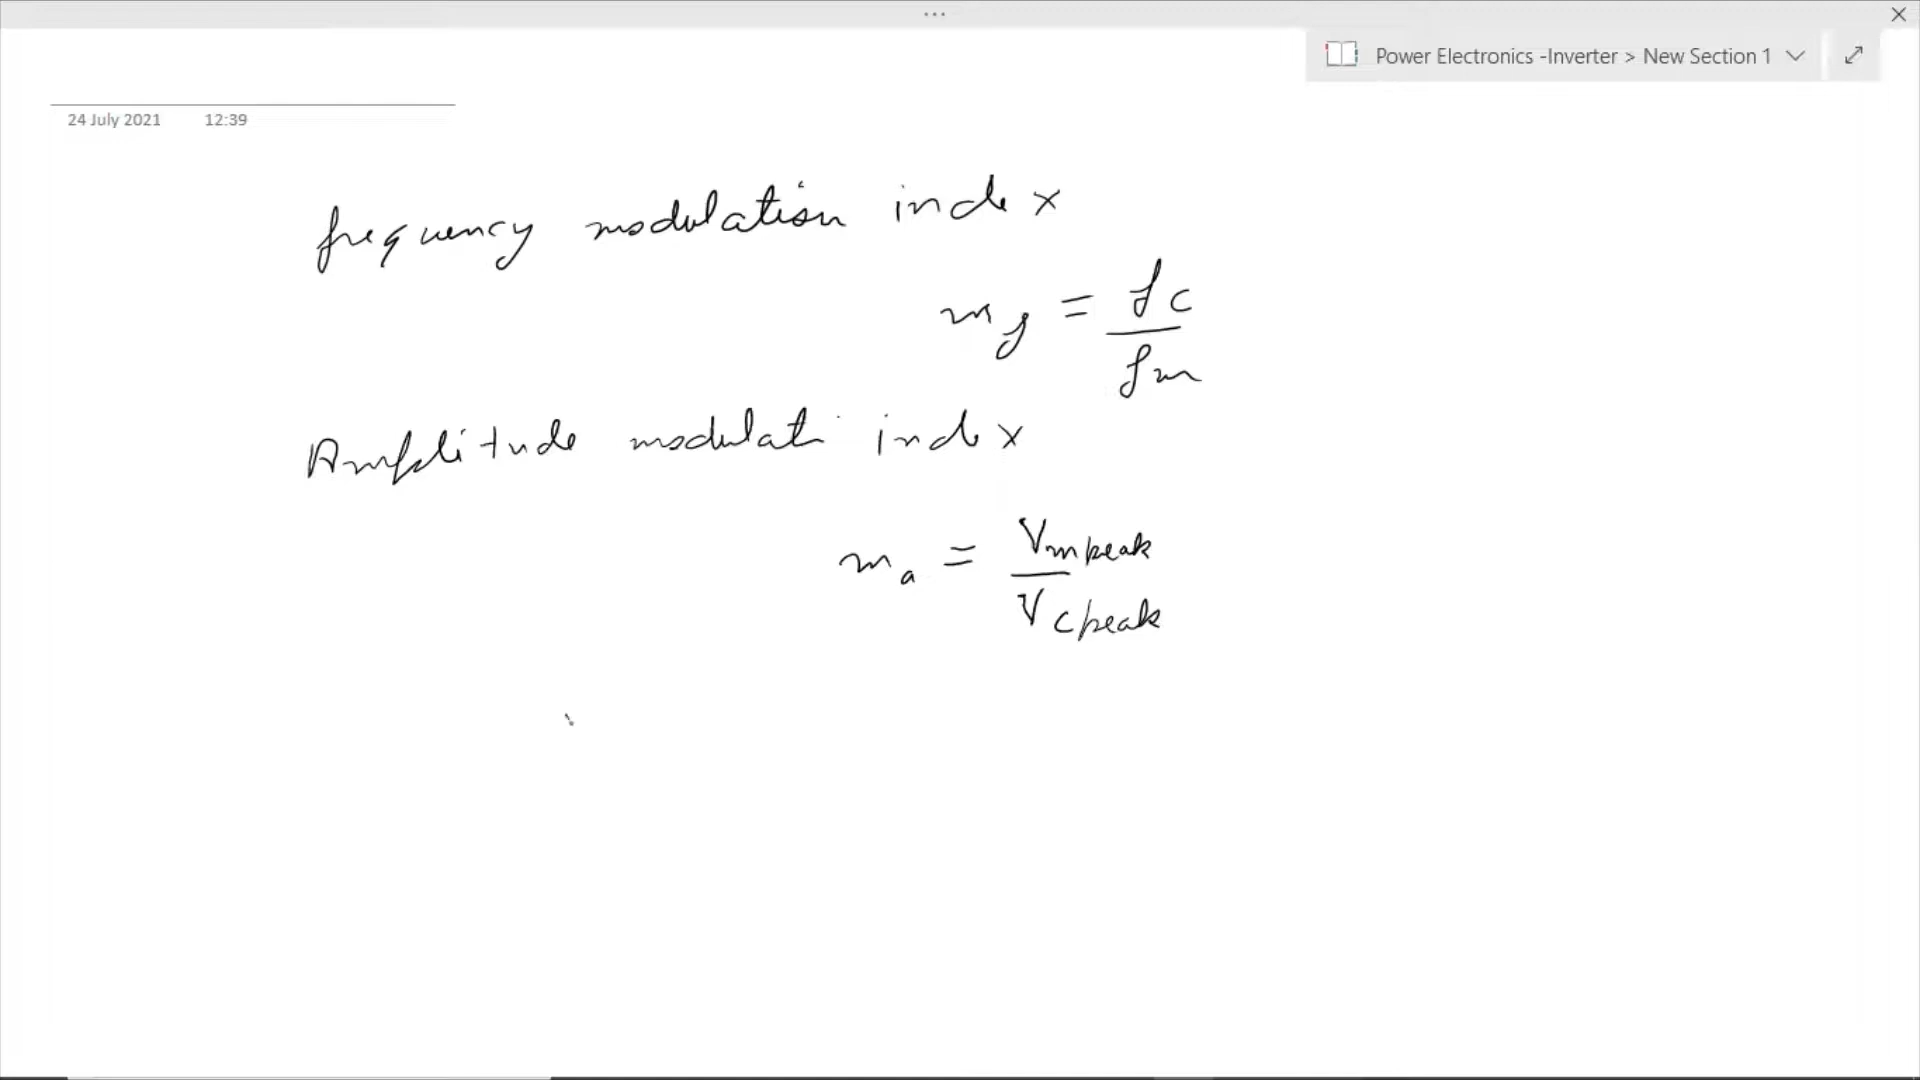 ...
Power Electronics -Inverter > New Section 1
24 July 2021 12:39
frequency modulation index
mf = fc / fm
Amplitude modulati index
ma = Vm peak / Vc peak